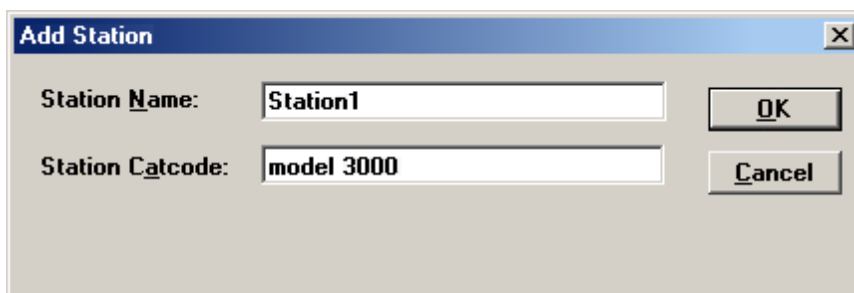 Add Station
Station Name: Station1
OK
Station Catcode: model 3000
Cancel